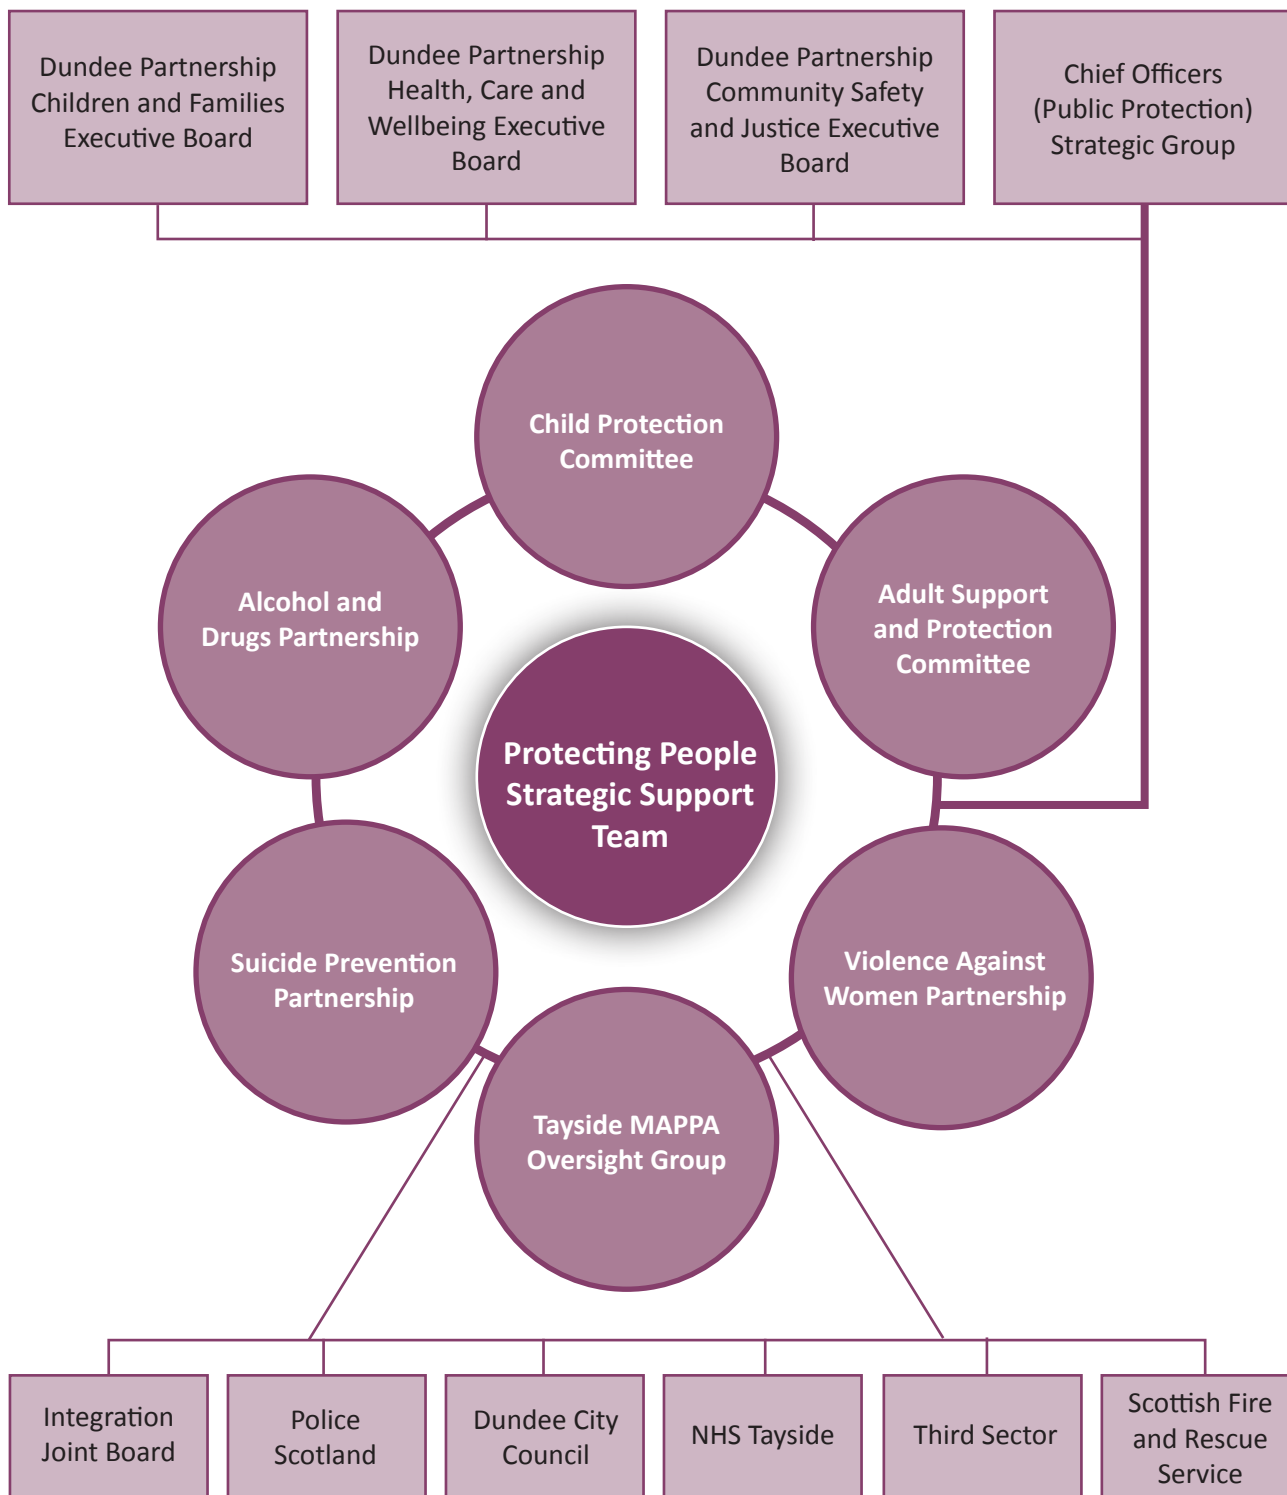 Dundee Partnership
Children and Families
Executive Board
Dundee Partnership
Health, Care and
Wellbeing Executive
Board
Dundee Partnership
Community Safety
and Justice Executive
Board
Chief Officers
(Public Protection)
Strategic Group
Child Protection
Committee
Alcohol and
Drugs Partnership
Adult Support
and Protection
Committee
Protecting People
Strategic Support
Team
Suicide Prevention
Partnership
Violence Against
Women Partnership
Tayside MAPPA
Oversight Group
Integration
Joint Board
Police
Scotland
Dundee City
Council
NHS Tayside
Third Sector
Scottish Fire
and Rescue
Service